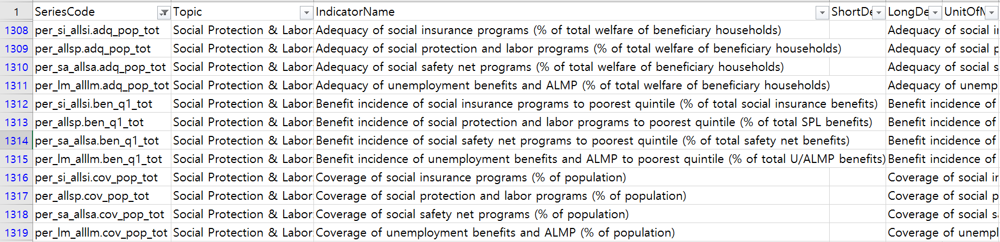 1 SeriesCode Topic IndicatorName ShortDe LongDe UnitOfM
1308 per_si_allsi.adq_pop_tot Social Protection & Labor: Adequacy of social insurance programs (% of total welfare of beneficiary households) Adequacy of social i
1309 per_allsp.adq_pop_tot Social Protection & Labor: Adequacy of social protection and labor programs (% of total welfare of beneficiary households) Adequacy of social p
1310 per_sa_allsa.adq_pop_tot Social Protection & Labor: Adequacy of social safety net programs (% of total welfare of beneficiary households) Adequacy of social s
1311 per_lm_alllm.adq_pop_tot Social Protection & Labor: Adequacy of unemployment benefits and ALMP (% of total welfare of beneficiary households) Adequacy of unemp
1312 per_si_allsi.ben_q1_tot Social Protection & Labor: Benefit incidence of social insurance programs to poorest quintile (% of total social insurance benefits) Benefit incidence of
1313 per_allsp.ben_q1_tot Social Protection & Labor: Benefit incidence of social protection and labor programs to poorest quintile (% of total SPL benefits) Benefit incidence of
1314 per_sa_allsa.ben_q1_tot Social Protection & Labor: Benefit incidence of social safety net programs to poorest quintile (% of total safety net benefits) Benefit incidence of
1315 per_lm_alllm.ben_q1_tot Social Protection & Labor: Benefit incidence of unemployment benefits and ALMP to poorest quintile (% of total U/ALMP benefits) Benefit incidence of
1316 per_si_allsi.cov_pop_tot Social Protection & Labor: Coverage of social insurance programs (% of population) Coverage of social ir
1317 per_allsp.cov_pop_tot Social Protection & Labor: Coverage of social protection and labor programs (% of population) Coverage of social p
1318 per_sa_allsa.cov_pop_tot Social Protection & Labor: Coverage of social safety net programs (% of population) Coverage of social s
1319 per_lm_alllm.cov_pop_tot Social Protection & Labor: Coverage of unemployment benefits and ALMP (% of population) Coverage of unempl